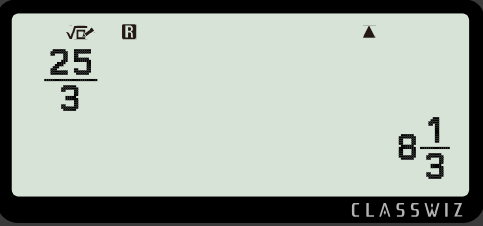 √□ R ▲
25/3
8 1/3
CLASSWIZ